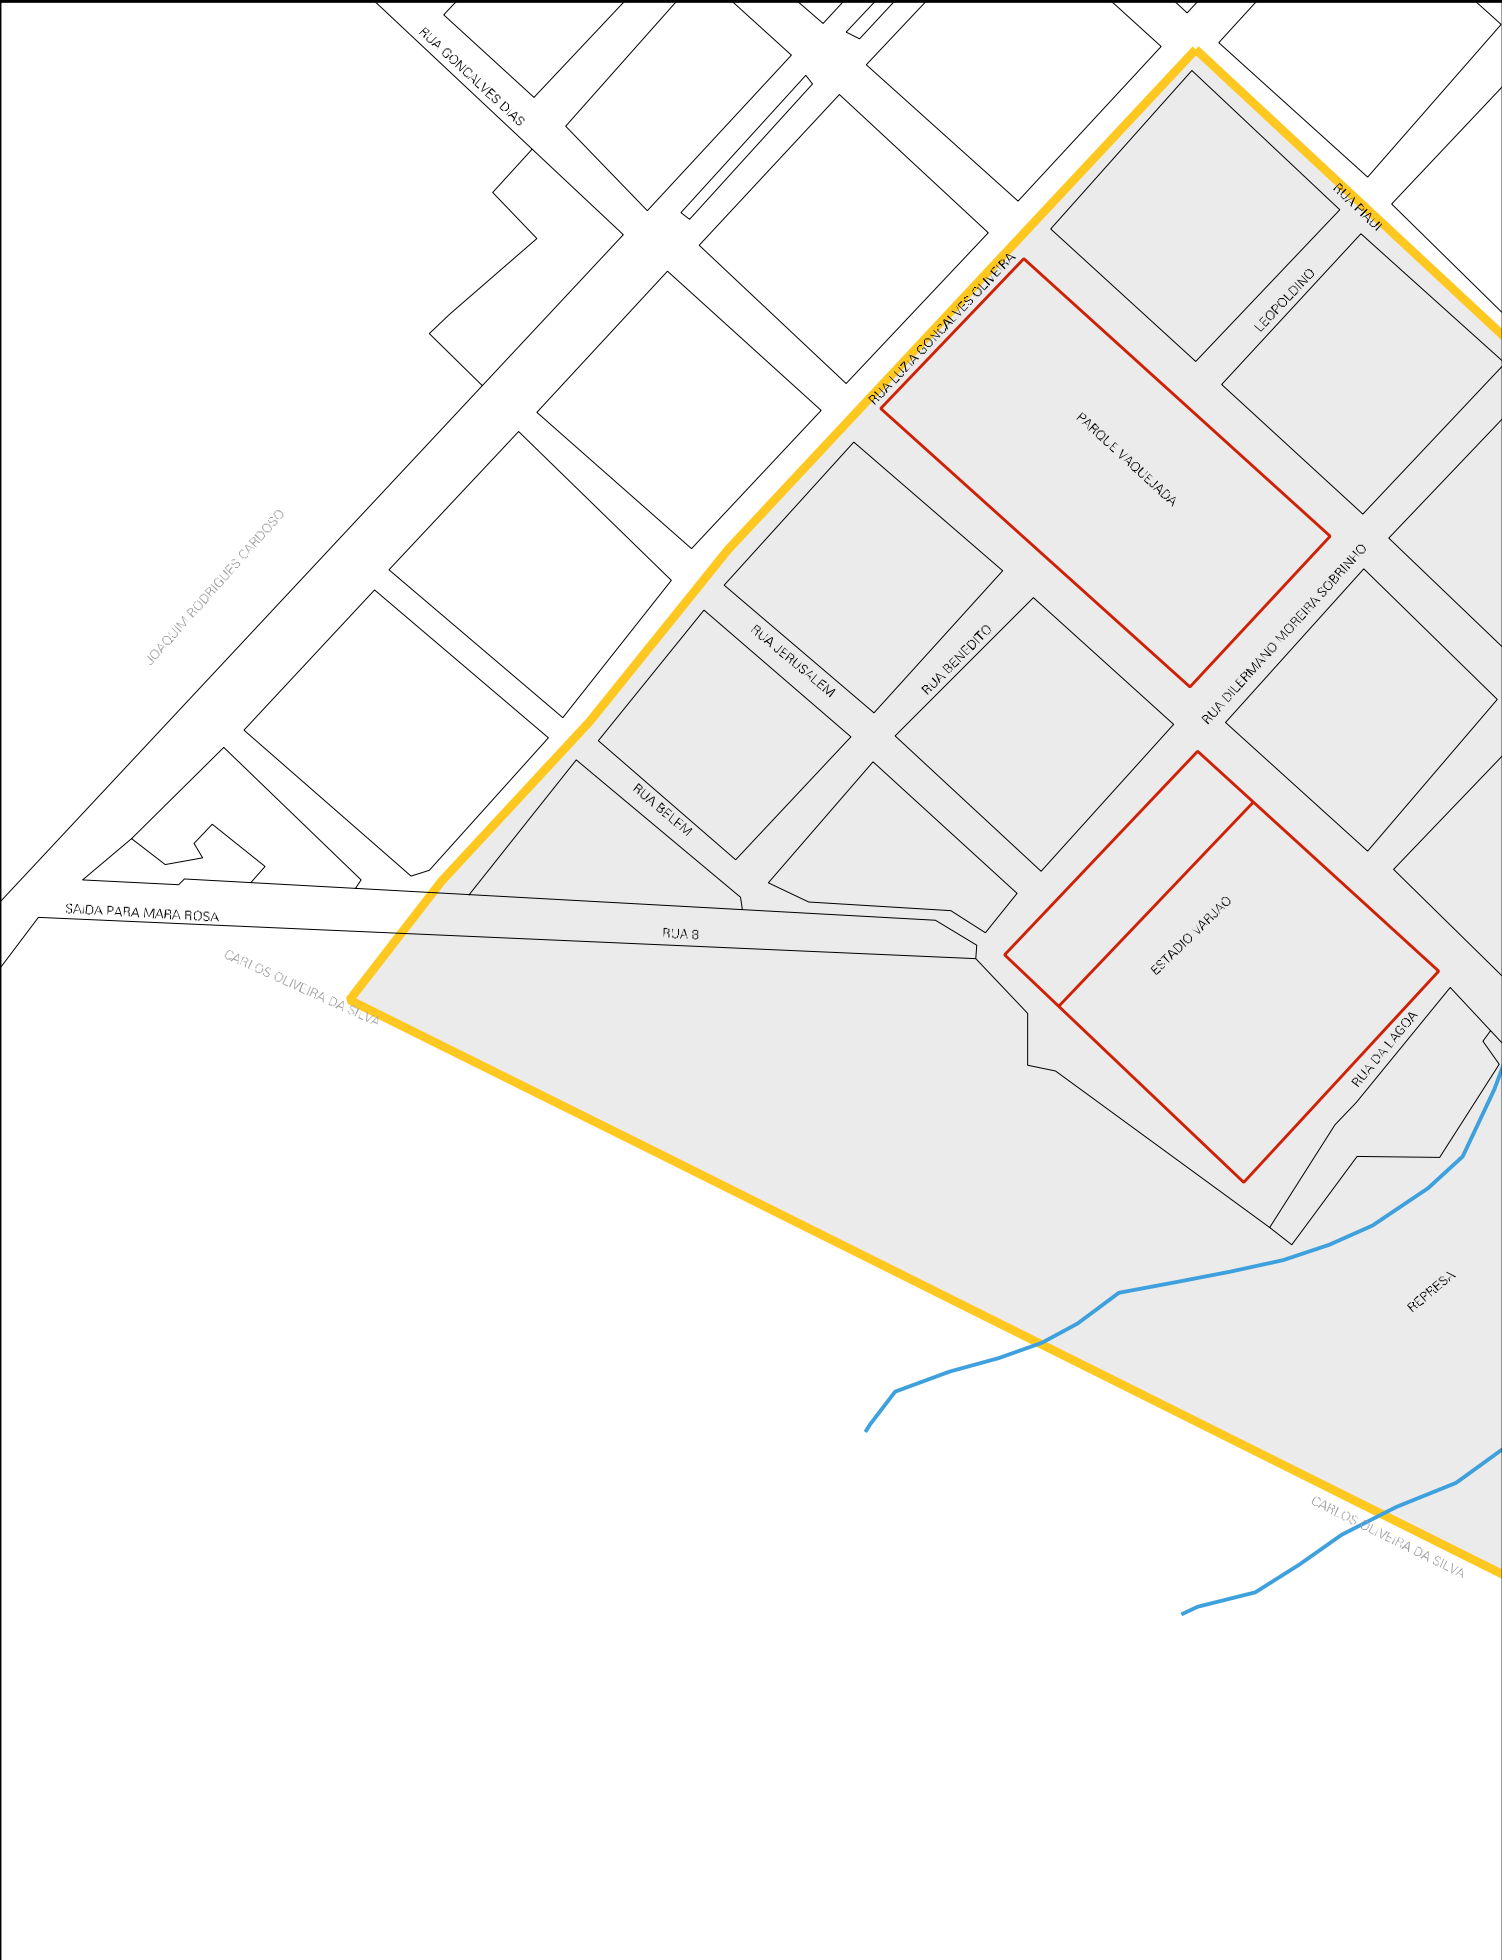 RUA GONCALVES DIAS
RUA PIAUI
LEOPOLDINO
RUA LUZIA GONCALVES OLIVEIRA
PARQUE VAQUEJADA
JOAQUIM RODRIGUES CARDOSO
RUA DILERMANO MOREIRA SOBRINHO
RUA JERUSALEM
RUA BENEDITO
RUA BELEM
SAIDA PARA MARA ROSA
RUA 8
ESTADIO VARJAO
CARLOS OLIVEIRA DA SILVA
RUA DA LAGOA
REPRESA
CARLOS OLIVEIRA DA SILVA